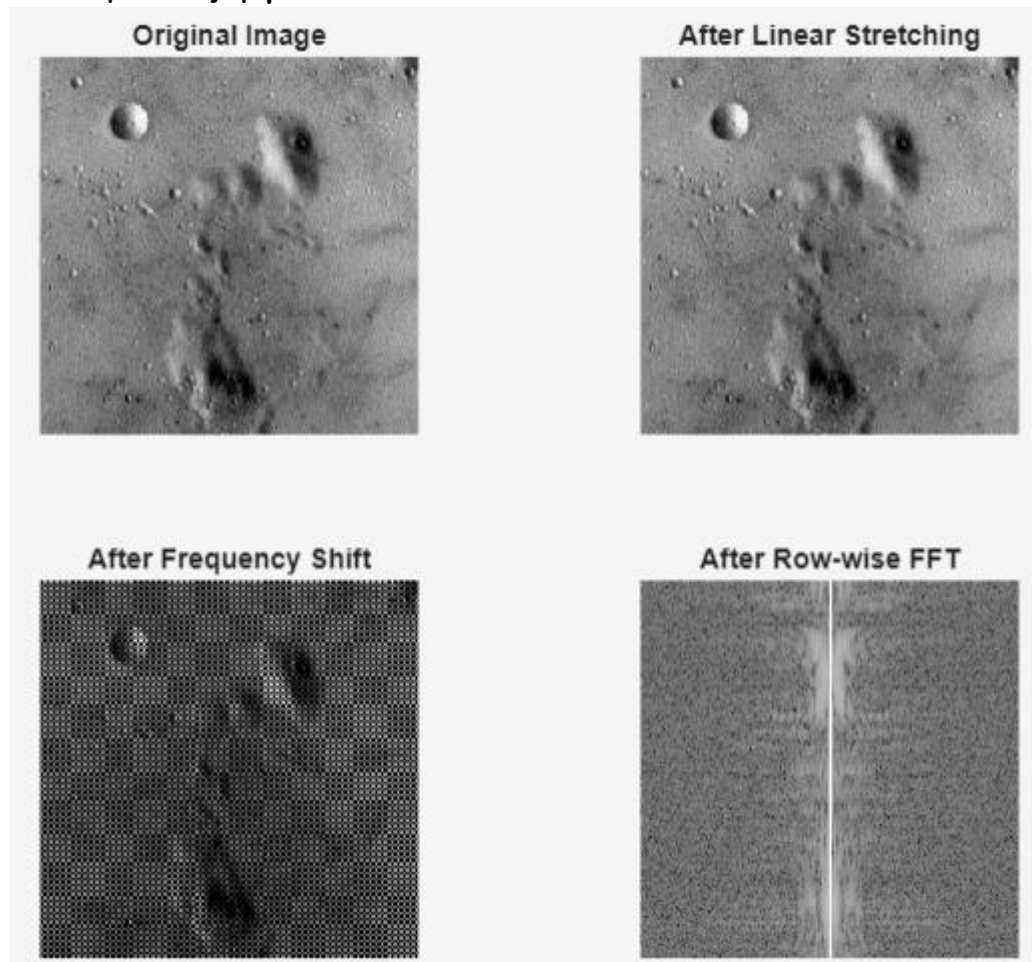 Original Image
After Linear Stretching
After Frequency Shift
After Row-wise FFT